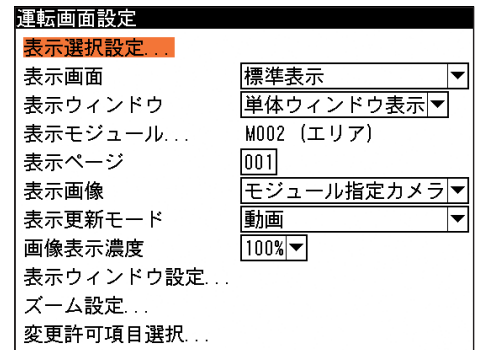 運転画面設定
表示選択設定...
表示画面 標準表示
表示ウィンドウ 単体ウィンドウ表示
表示モジュール... M002 (エリア)
表示ページ 001
表示画像 モジュール指定カメラ
表示更新モード 動画
画像表示濃度 100%
表示ウィンドウ設定...
ズーム設定...
変更許可項目選択...